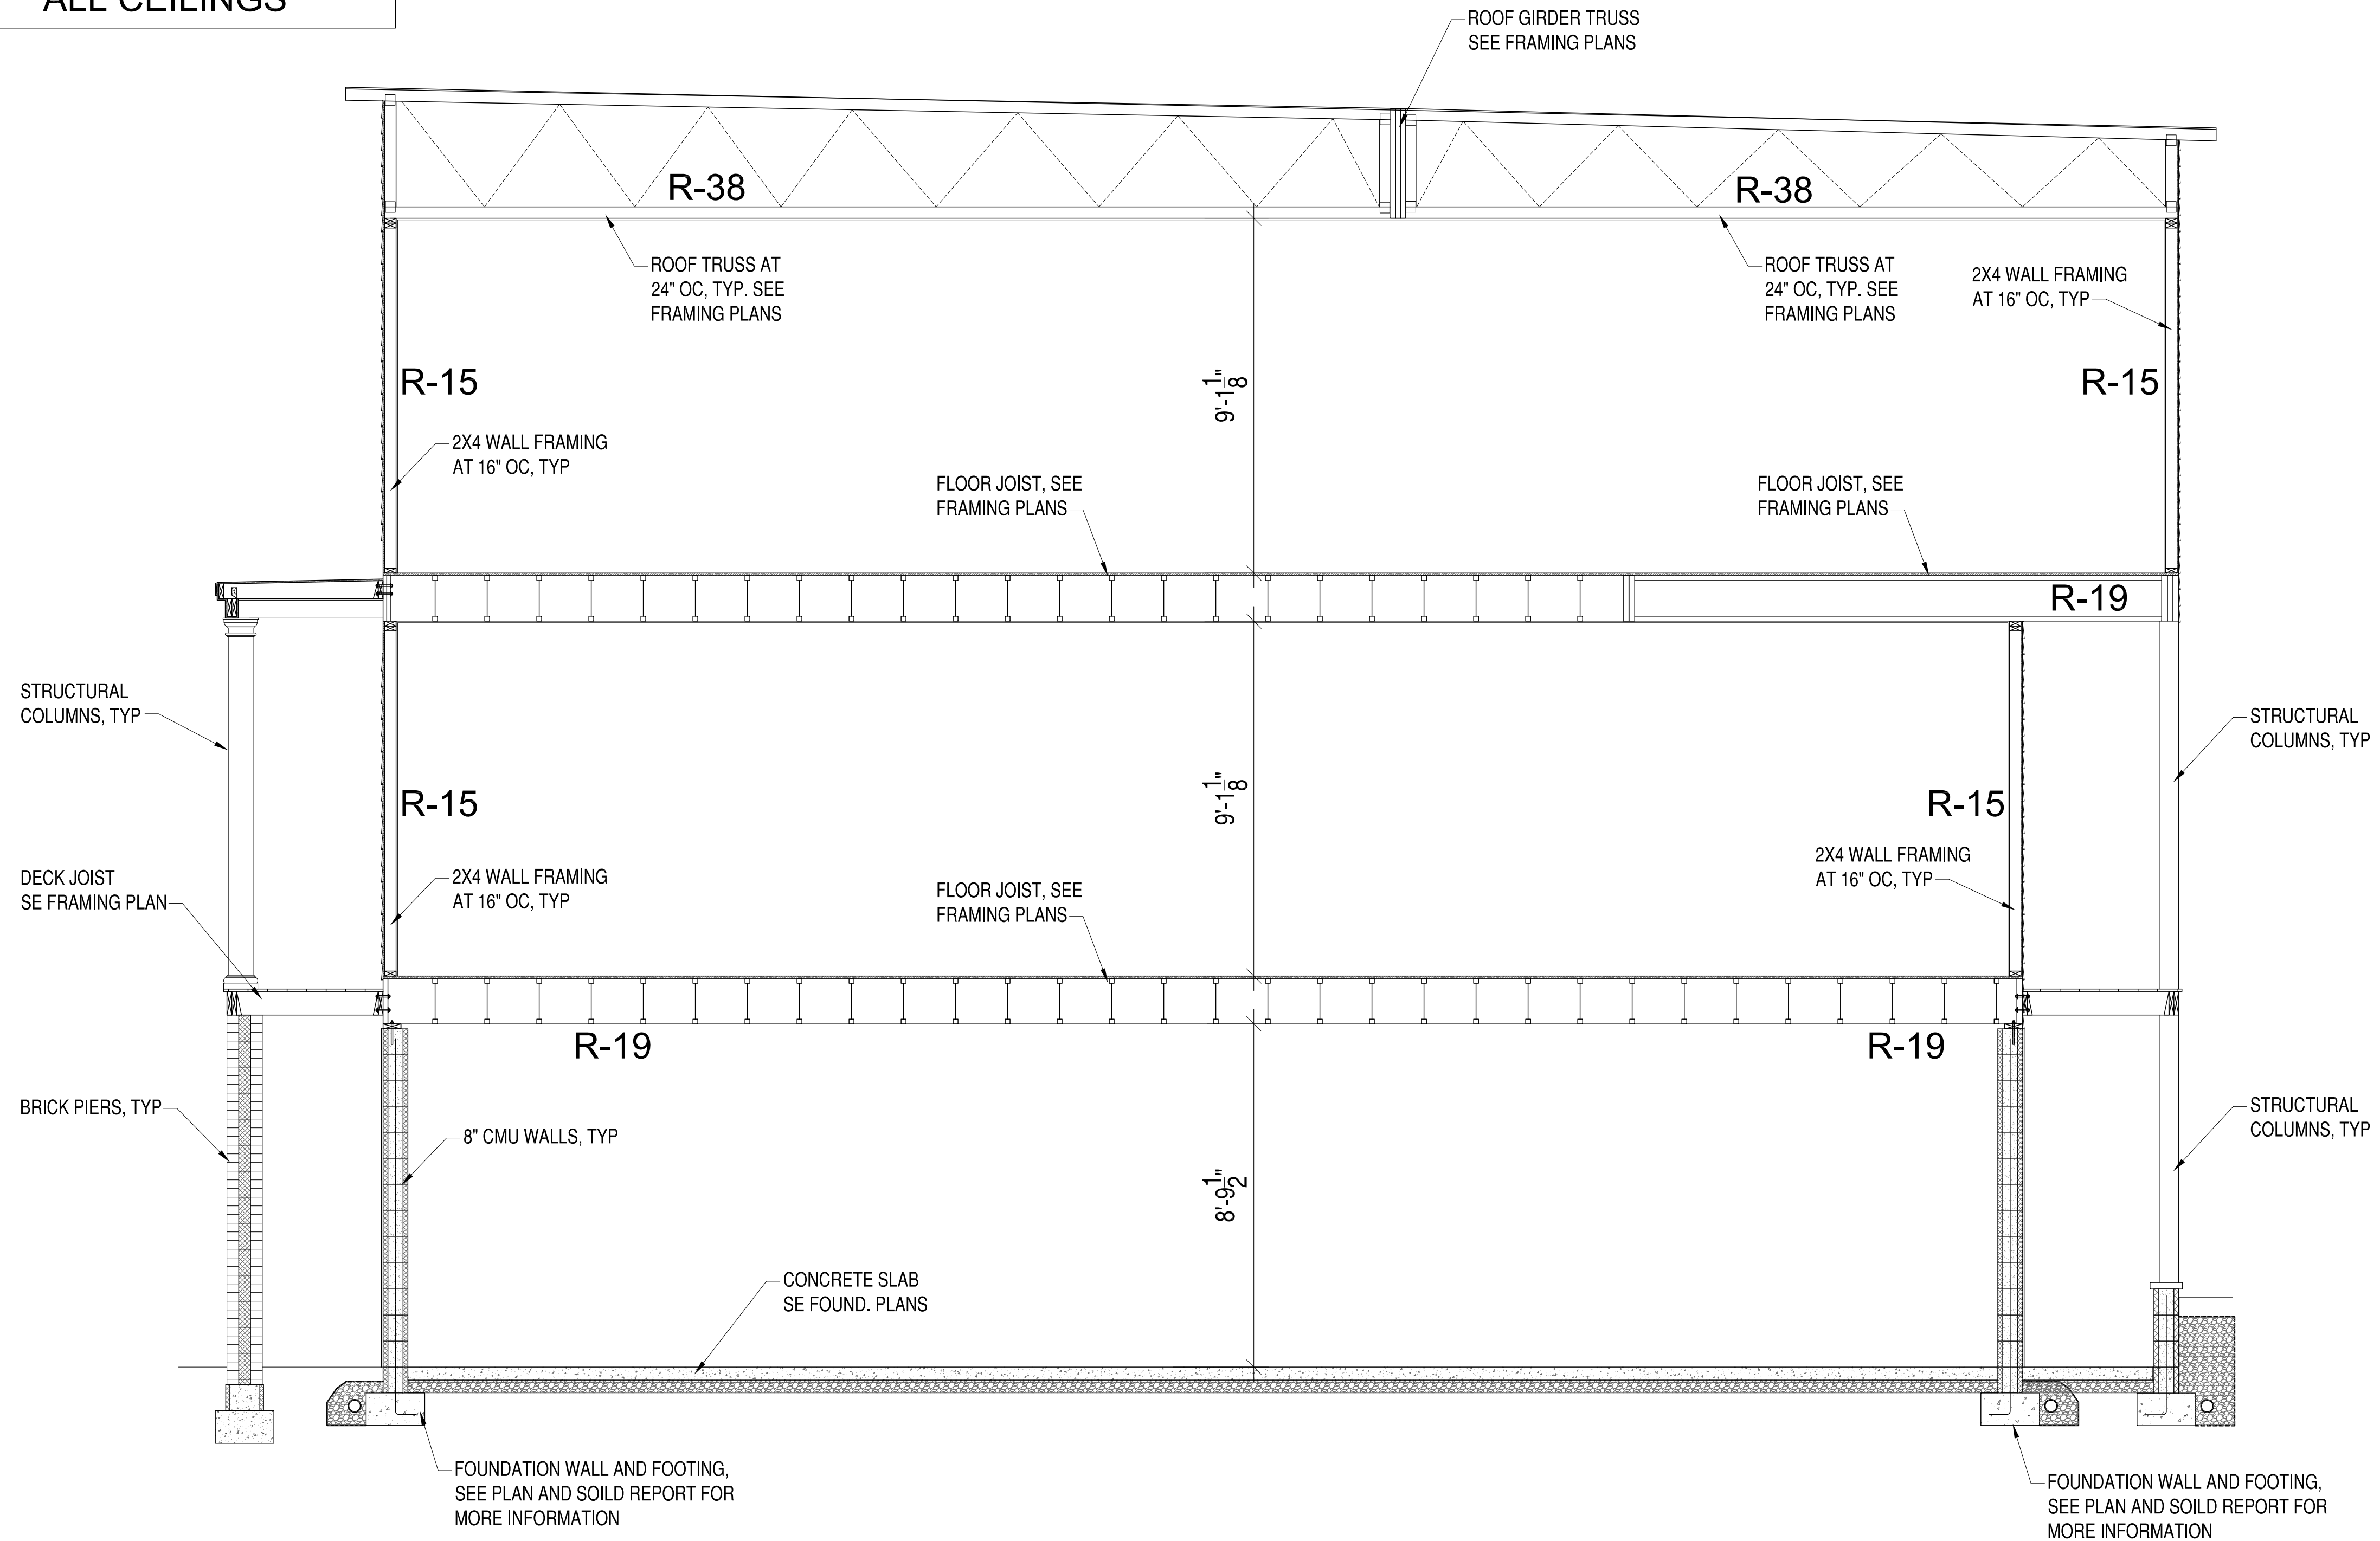 ALL CEILINGS
ROOF GIRDER TRUSS
SEE FRAMING PLANS
R-38
R-38
ROOF TRUSS AT
24" OC, TYP. SEE
FRAMING PLANS
ROOF TRUSS AT
24" OC, TYP. SEE
FRAMING PLANS
2X4 WALL FRAMING
AT 16" OC, TYP
R-15
9'-1 1/8"
R-15
2X4 WALL FRAMING
AT 16" OC, TYP
FLOOR JOIST, SEE
FRAMING PLANS
FLOOR JOIST, SEE
FRAMING PLANS
R-19
STRUCTURAL
COLUMNS, TYP
STRUCTURAL
COLUMNS, TYP
R-15
9'-1 1/8"
R-15
2X4 WALL FRAMING
AT 16" OC, TYP
DECK JOIST
SE FRAMING PLAN
2X4 WALL FRAMING
AT 16" OC, TYP
FLOOR JOIST, SEE
FRAMING PLANS
R-19
R-19
BRICK PIERS, TYP
8" CMU WALLS, TYP
STRUCTURAL
COLUMNS, TYP
8'-9 1/2"
CONCRETE SLAB
SE FOUND. PLANS
FOUNDATION WALL AND FOOTING,
SEE PLAN AND SOILD REPORT FOR
MORE INFORMATION
FOUNDATION WALL AND FOOTING,
SEE PLAN AND SOILD REPORT FOR
MORE INFORMATION